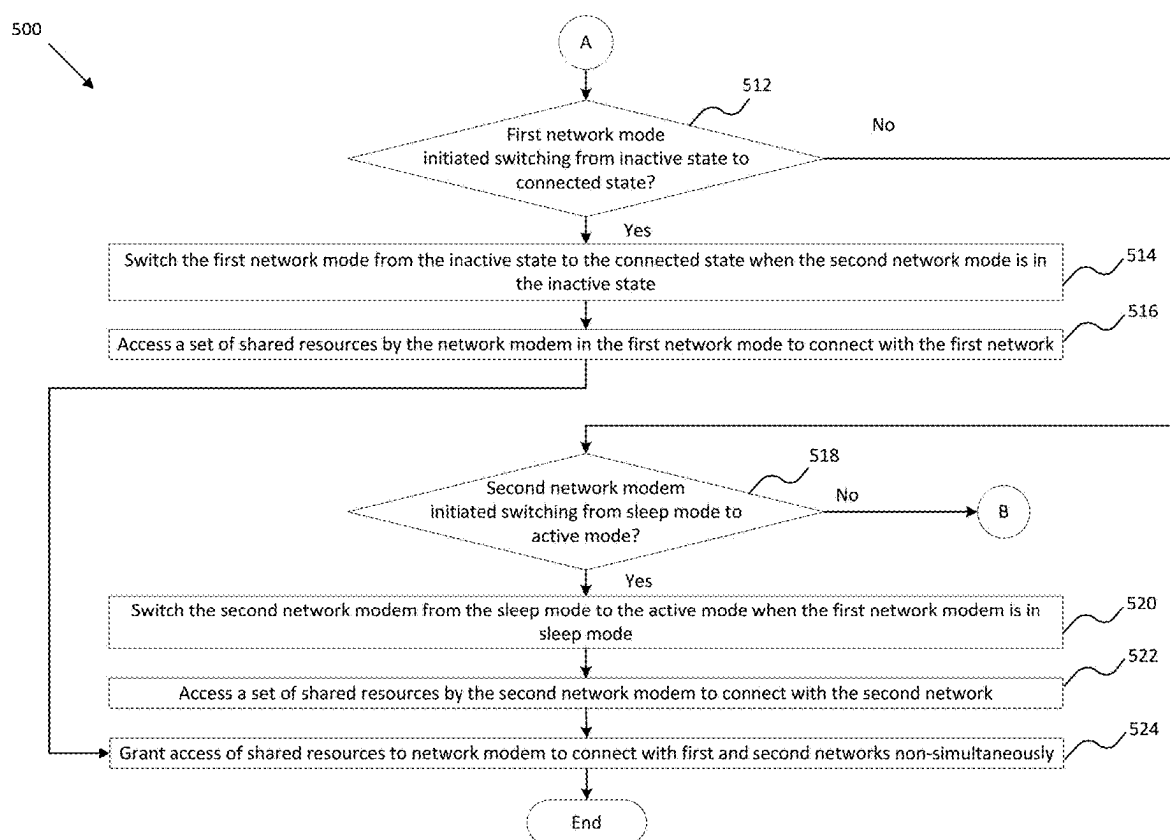 500
A
512
First network mode
initiated switching from inactive state to
connected state?
No
Yes
Switch the first network mode from the inactive state to the connected state when the second network mode is in
the inactive state
514
516
Access a set of shared resources by the network modem in the first network mode to connect with the first network
518
Second network modem
initiated switching from sleep mode to
active mode?
No
B
Yes
Switch the second network modem from the sleep mode to the active mode when the first network modem is in
sleep mode
520
522
Access a set of shared resources by the second network modem to connect with the second network
524
Grant access of shared resources to network modem to connect with first and second networks non-simultaneously
End